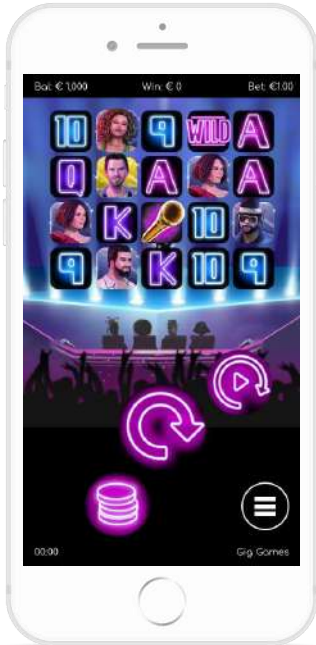 Bal: € 1,000 Win: € 0 Bet: €1.00
10 9 WILD A
Q A A
K 10
9 K 10 9
00:00 Gig Games